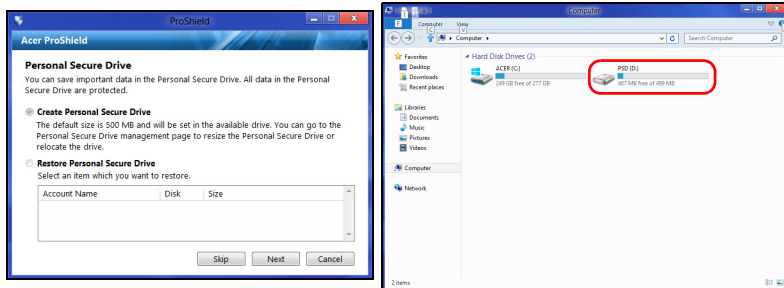 ProShield
Acer ProShield
Personal Secure Drive
You can save important data in the Personal Secure Drive. All data in the Personal
Secure Drive are protected.
Create Personal Secure Drive
The default size is 500 MB and will be set in the available drive. You can go to the
Personal Secure Drive management page to resize the Personal Secure Drive or
relocate the drive.
Restore Personal Secure Drive
Select an item which you want to restore.
Account Name Disk Size
Skip Next Cancel
Computer
1
F Computer View
C V
Computer
Search Computer
Favorites
Desktop
Downloads
Recent places
Libraries
Documents
Music
Pictures
Videos
Computer
Network
Hard Disk Drives (2)
ACER (C:)
249 GB free of 277 GB
PSD (D:)
467 MB free of 499 MB
2 items